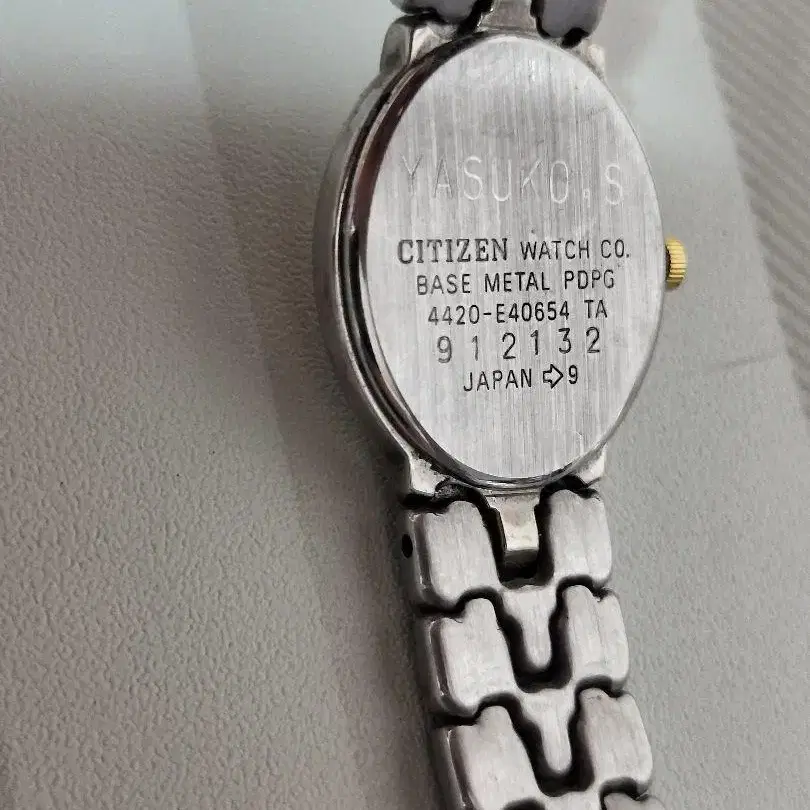 YASUKO.S
CITIZEN WATCH CO.
BASE METAL PDPG
4420-E40654 TA
912132
JAPAN ⇨9